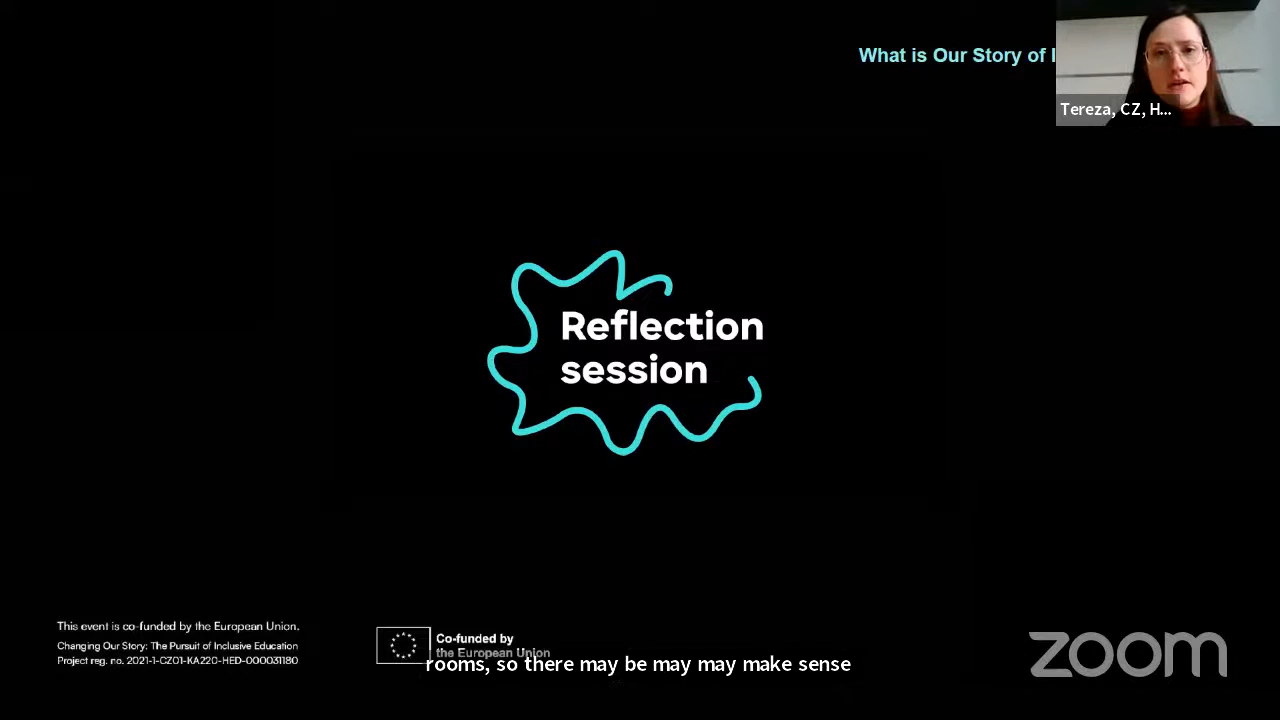 What is Our Story of
Tereza, CZ, H...
Reflection
session
This event is co-funded by the European Union.
Changing Our Story: The Pursuit of Inclusive Education
Project reg. no. 2021-1-CZ01-KA220-HED-000031180
Co-funded by
the European Union
rooms, so there may be may may make sense
zoom